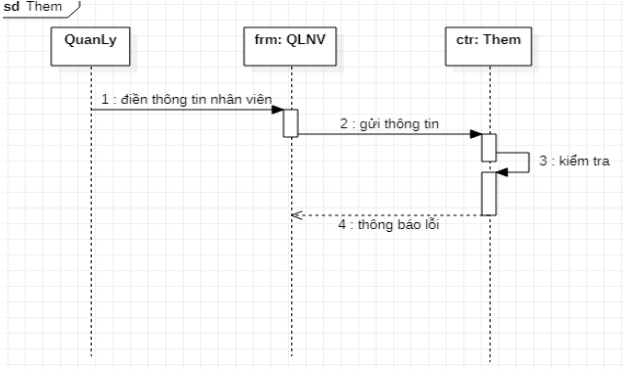 sd Them
QuanLy
frm: QLNV
ctr: Them
1 : điền thông tin nhân viên
2 : gửi thông tin
3 : kiểm tra
4 : thông báo lỗi